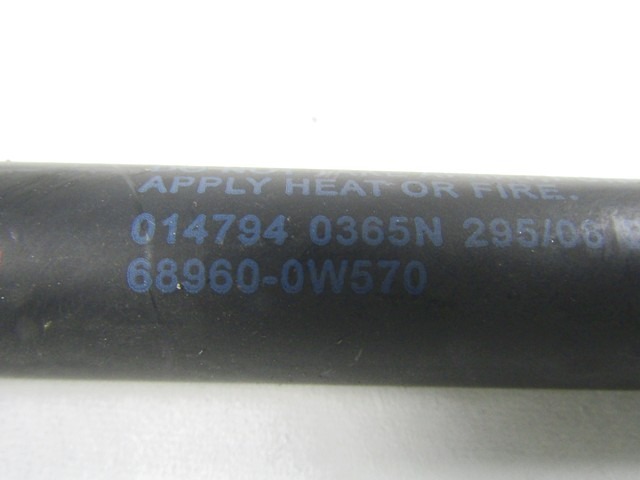 APPLY HEAT OR FIRE.
014794 0365N 295/06
68960-0W570